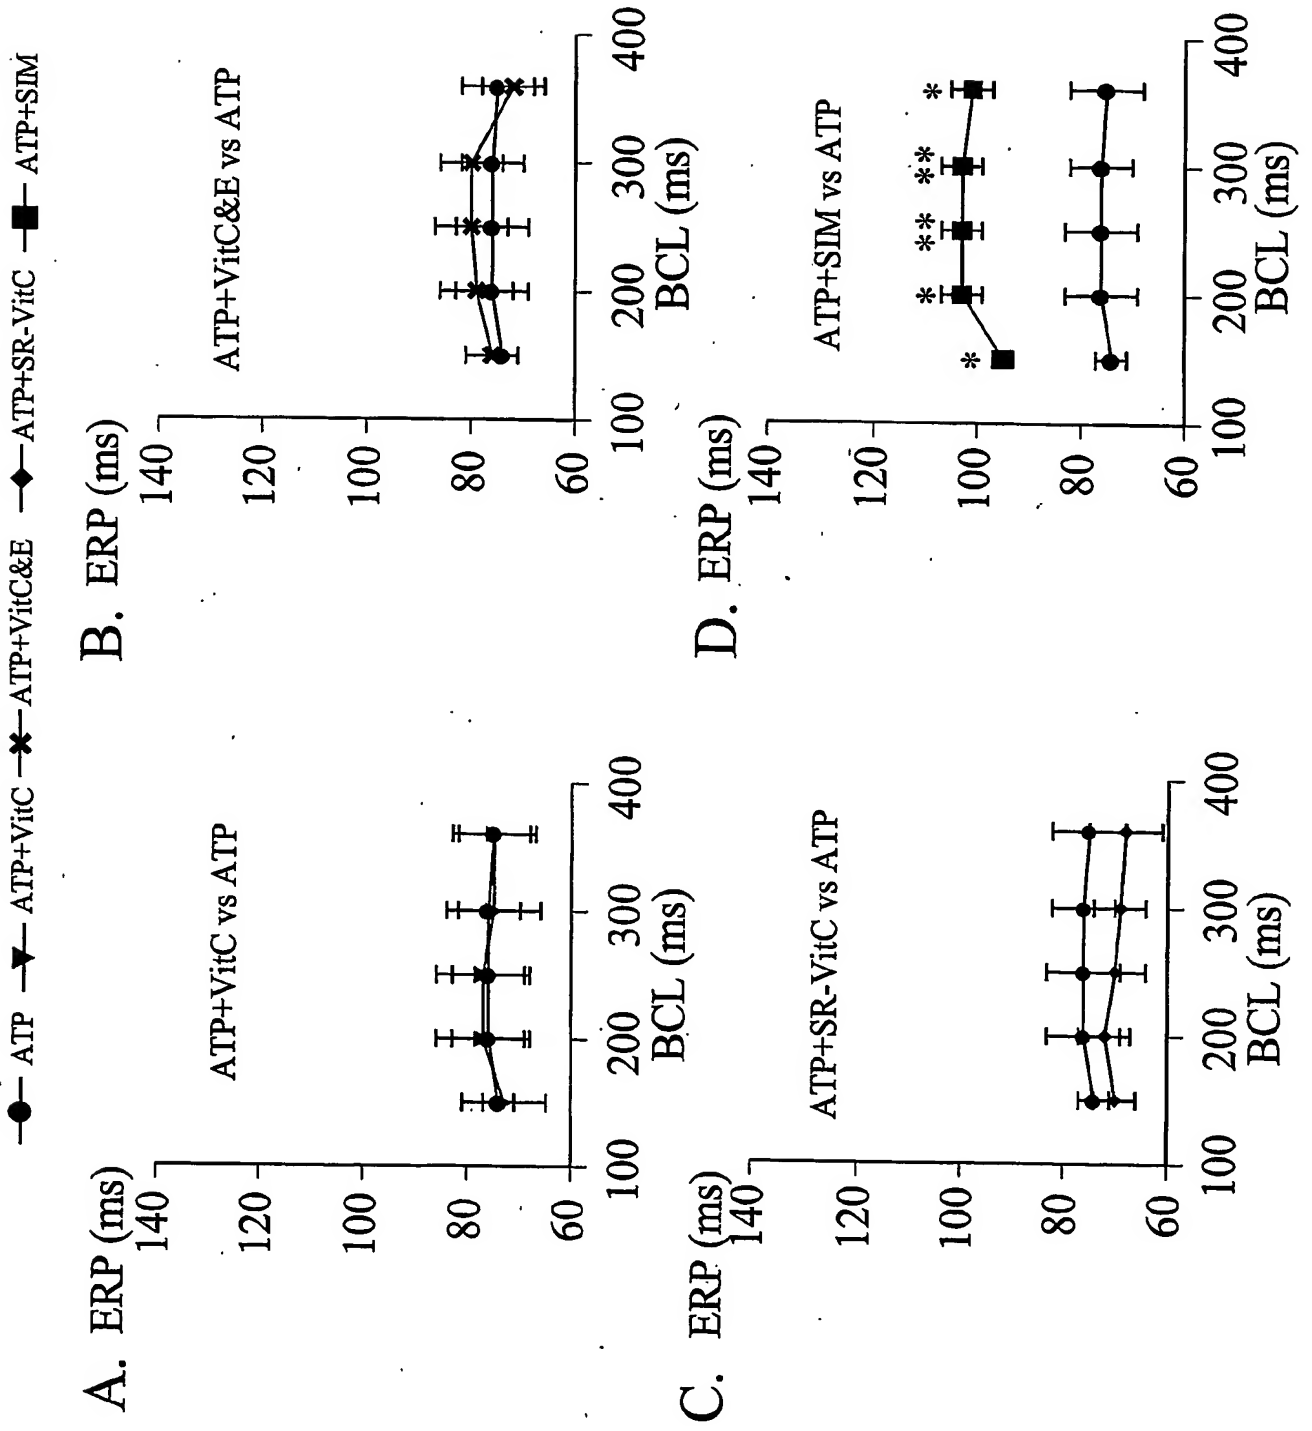 ATP ATP+VitC ATP+VitC&E ATP+SR-VitC ATP+SIM
A. ERP (ms)
140
120
100
80
60
ATP+VitC vs ATP
100 200 300 400
BCL (ms)
B. ERP (ms)
140
120
100
80
60
ATP+VitC&E vs ATP
100 200 300 400
BCL (ms)
C. ERP (ms)
140
120
100
80
60
ATP+SR-VitC vs ATP
100 200 300 400
BCL (ms)
D. ERP (ms)
140
120
100
80
60
ATP+SIM vs ATP
* * ** ** *
100 200 300 400
BCL (ms)